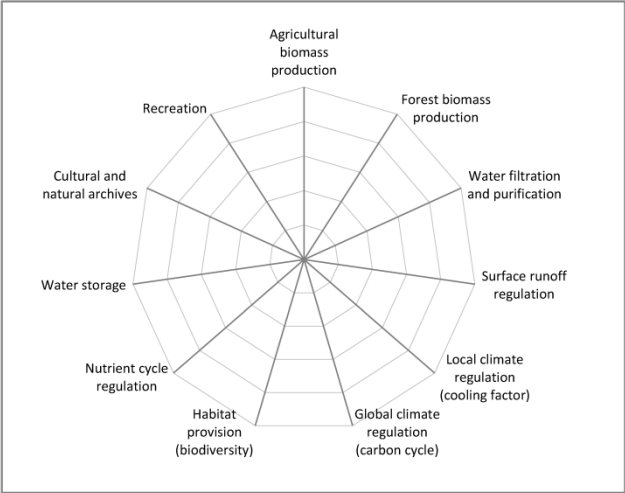 Agricultural
biomass
production
Forest biomass
production
Water filtration
and purification
Surface runoff
regulation
Local climate
regulation
(cooling factor)
Global climate
regulation
(carbon cycle)
Habitat
provision
(biodiversity)
Nutrient cycle
regulation
Water storage
Cultural and
natural archives
Recreation